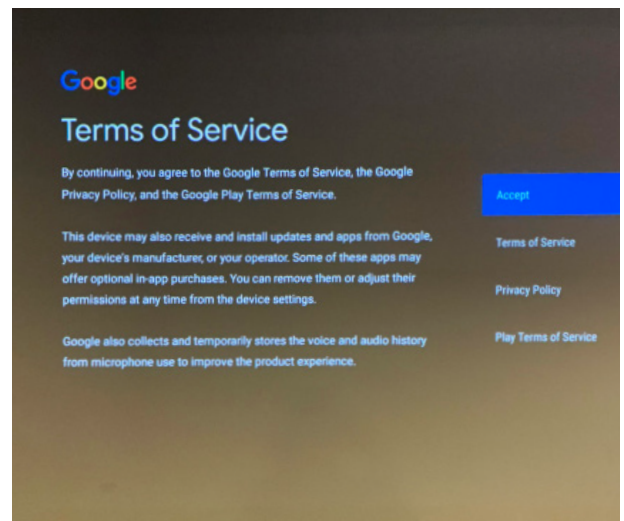 Google
Terms of Service
By continuing, you agree to the Google Terms of Service, the Google
Privacy Policy, and the Google Play Terms of Service.
This device may also receive and install updates and apps from Google,
your device's manufacturer, or your operator. Some of these apps may
offer optional in-app purchases. You can remove them or adjust their
permissions at any time from the device settings.
Google also collects and temporarily stores the voice and audio history
from microphone use to improve the product experience.
Accept
Terms of Service
Privacy Policy
Play Terms of Service